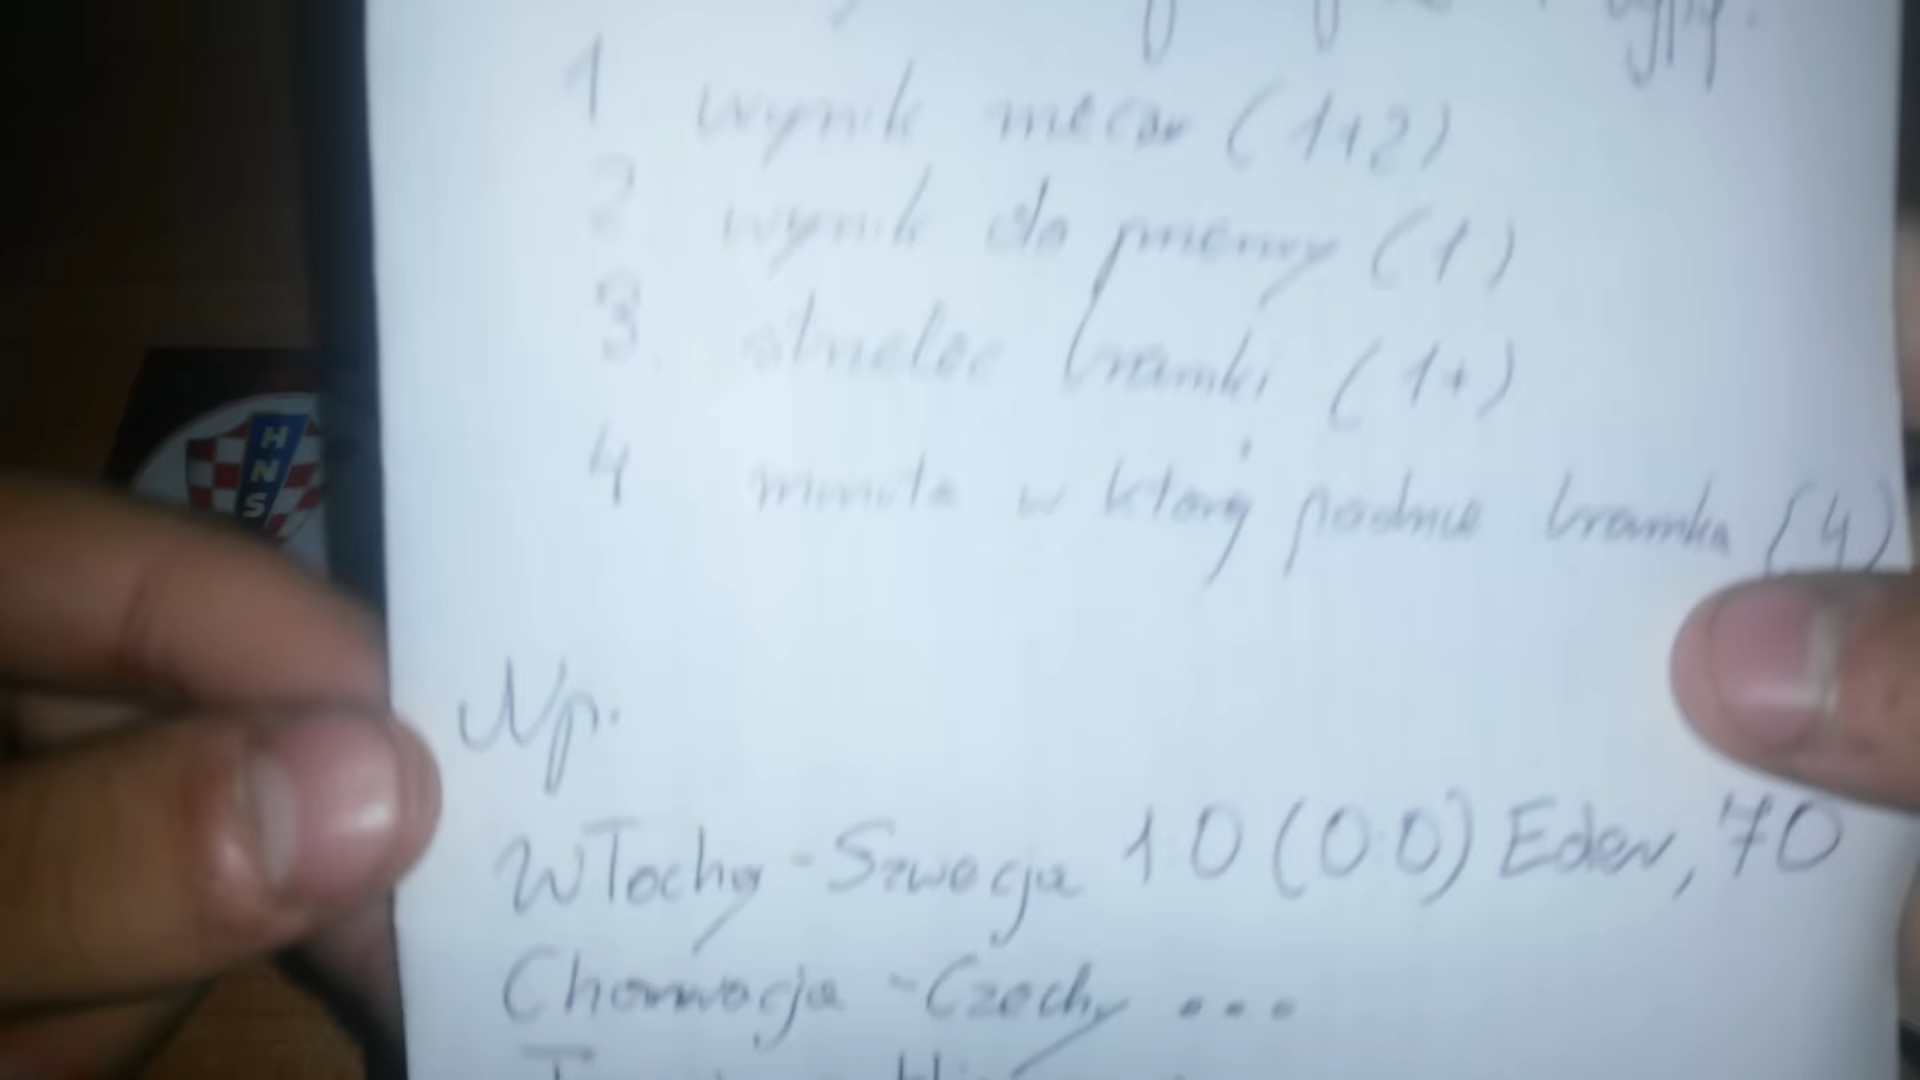 1 wynik meczu (1+2)
2 wynik do przerwy (1)
3. strzelec bramki (1+)
4 minuta w której padnie bramka (4)
HNS
Np.
Włochy - Szwecja 1:0 (0:0) Eder, 70
Chorwacja - Czechy ...